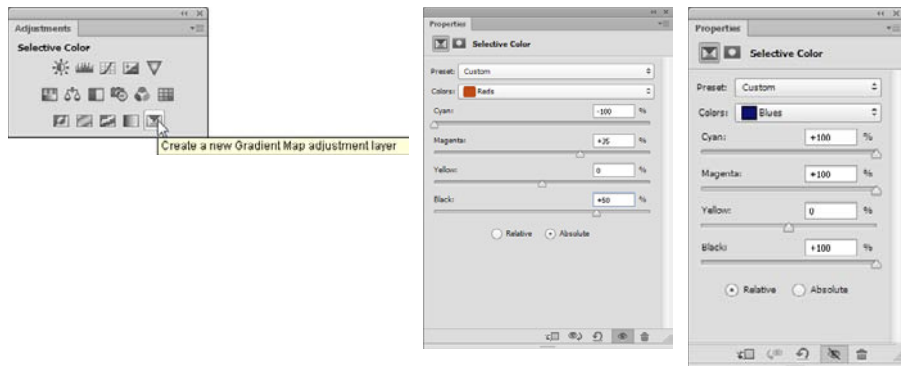 Adjustments
Selective Color
Create a new Gradient Map adjustment layer
Properties
Selective Color
Preset: Custom
Colors: Reds
Cyan: -100 %
Magenta: +25 %
Yellow: 0 %
Black: +50 %
Relative Absolute
Properties
Selective Color
Preset: Custom
Colors: Blues
Cyan: +100 %
Magenta: +100 %
Yellow: 0 %
Black: +100 %
Relative Absolute